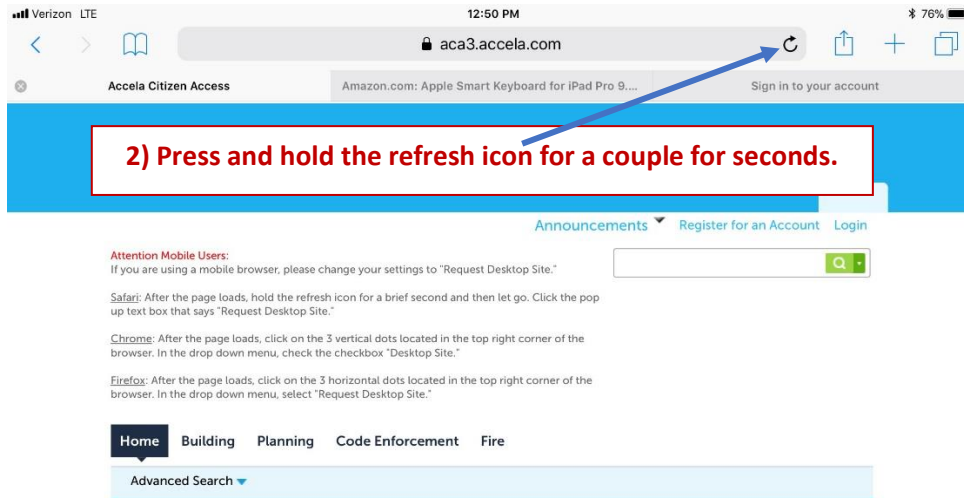 Verizon LTE 12:50 PM 76%
aca3.accela.com
Accela Citizen Access Amazon.com: Apple Smart Keyboard for iPad Pro 9.... Sign in to your account
2) Press and hold the refresh icon for a couple for seconds.
Announcements Register for an Account Login
Attention Mobile Users:
If you are using a mobile browser, please change your settings to "Request Desktop Site."
Safari: After the page loads, hold the refresh icon for a brief second and then let go. Click the pop
up text box that says "Request Desktop Site."
Chrome: After the page loads, click on the 3 vertical dots located in the top right corner of the
browser. In the drop down menu, check the checkbox "Desktop Site."
Firefox: After the page loads, click on the 3 horizontal dots located in the top right corner of the
browser. In the drop down menu, select "Request Desktop Site."
Home Building Planning Code Enforcement Fire
Advanced Search